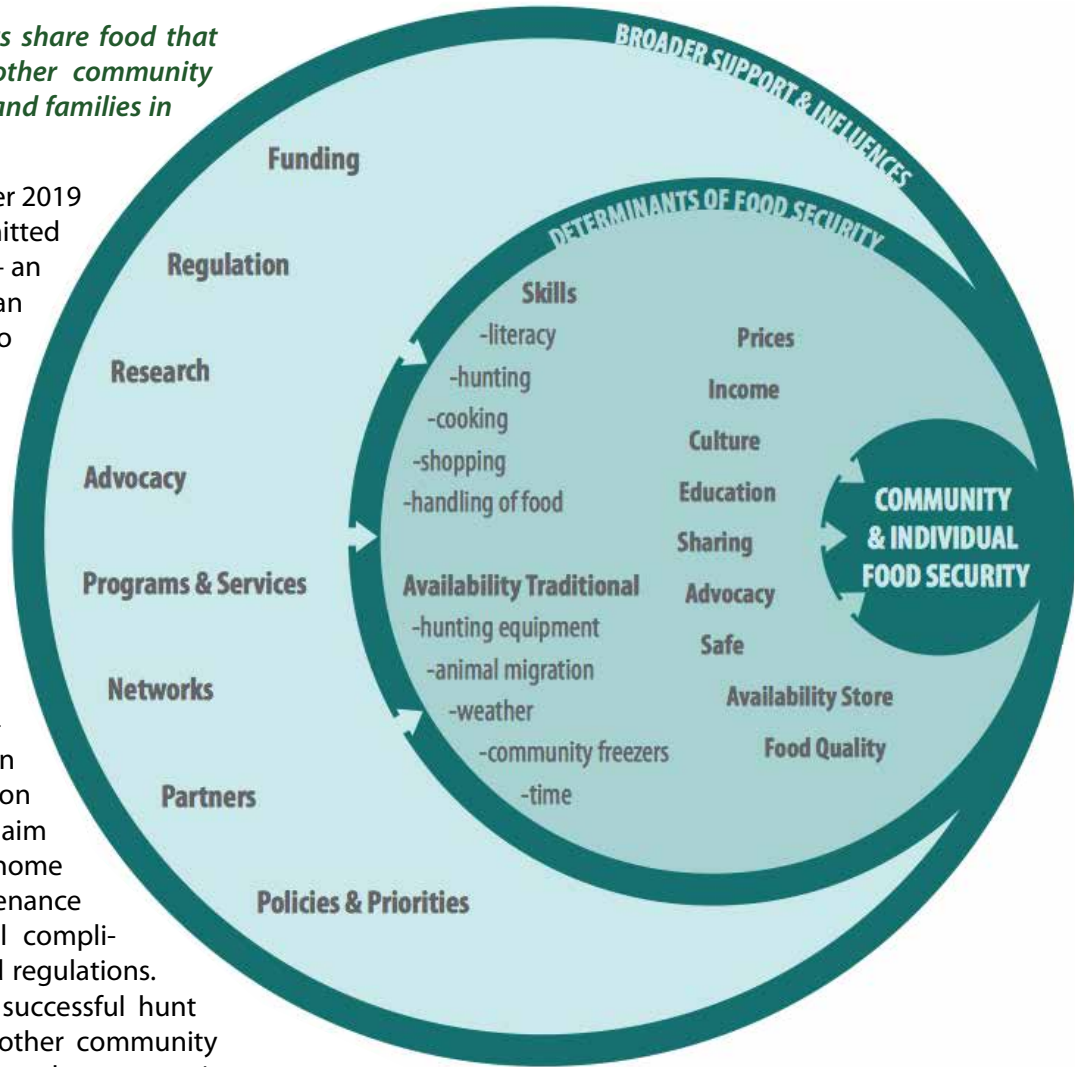 s share food that
other community
and families in
er 2019
nitted
- an
an
o
n
on
aim
nome
enance
l compli-
l regulations.
successful hunt
other community
BROADER SUPPORT & INFLUENCES
Funding
Regulation
Research
Advocacy
Programs & Services
Networks
Partners
Policies & Priorities
DETERMINANTS OF FOOD SECURITY
Skills
-literacy
-hunting
-cooking
-shopping
-handling of food
Availability Traditional
-hunting equipment
-animal migration
-weather
-community freezers
-time
Prices
Income
Culture
Education
Sharing
Advocacy
Safe
Availability Store
Food Quality
COMMUNITY
& INDIVIDUAL
FOOD SECURITY